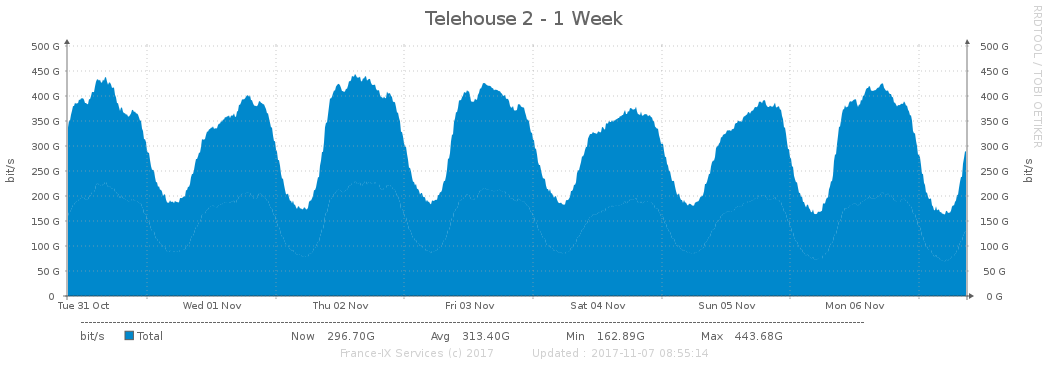 Telehouse 2 - 1 Week
RRDTOOL / TOBI OETIKER
bit/s
500 G 500 G
450 G 450 G
400 G 400 G
350 G 350 G
300 G 300 G
250 G 250 G
200 G 200 G
150 G 150 G
100 G 100 G
50 G 50 G
0 0 G
bit/s
Tue 31 Oct Wed 01 Nov Thu 02 Nov Fri 03 Nov Sat 04 Nov Sun 05 Nov Mon 06 Nov
bit/s Total Now 296.70G Avg 313.40G Min 162.89G Max 443.68G
France-IX Services (c) 2017 Updated : 2017-11-07 08:55:14